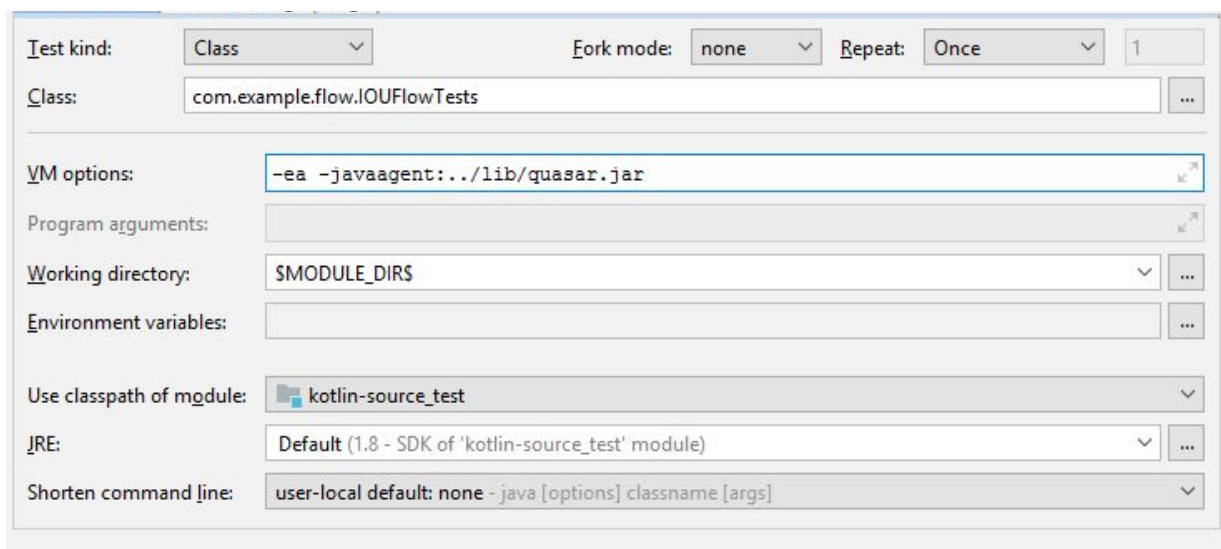 Test kind: Class Fork mode: none Repeat: Once 1
Class: com.example.flow.IOUFlowTests ...
VM options: -ea -javaagent:../lib/quasar.jar
Program arguments:
Working directory: $MODULE_DIR$ ...
Environment variables: ...
Use classpath of module: kotlin-source_test
JRE: Default (1.8 - SDK of 'kotlin-source_test' module) ...
Shorten command line: user-local default: none - java [options] classname [args]